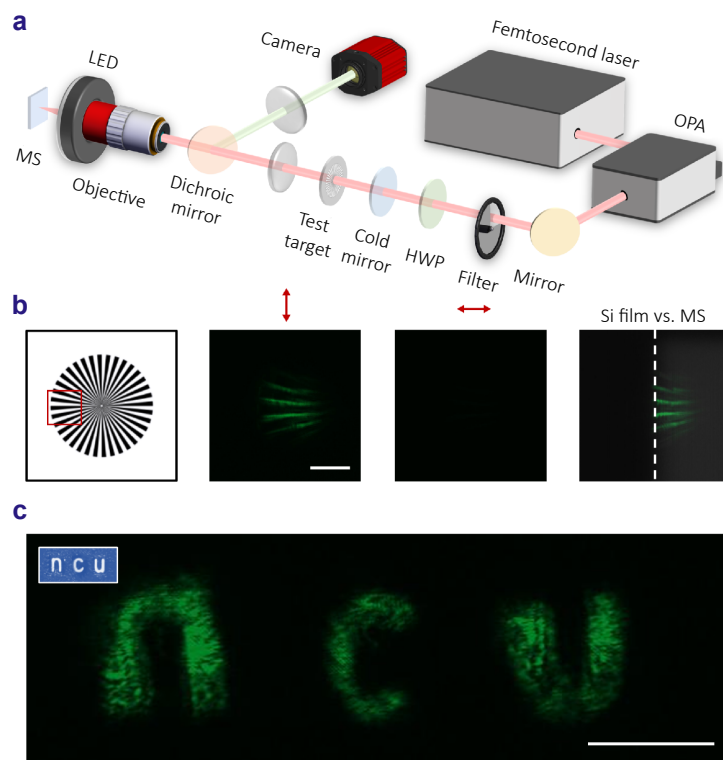 a
Femtosecond laser
Camera
LED
OPA
MS
Objective
Dichroic
mirror
Test
target
Cold
mirror
HWP
Filter
Mirror
b
Si film vs. MS
c
n c u
n c u